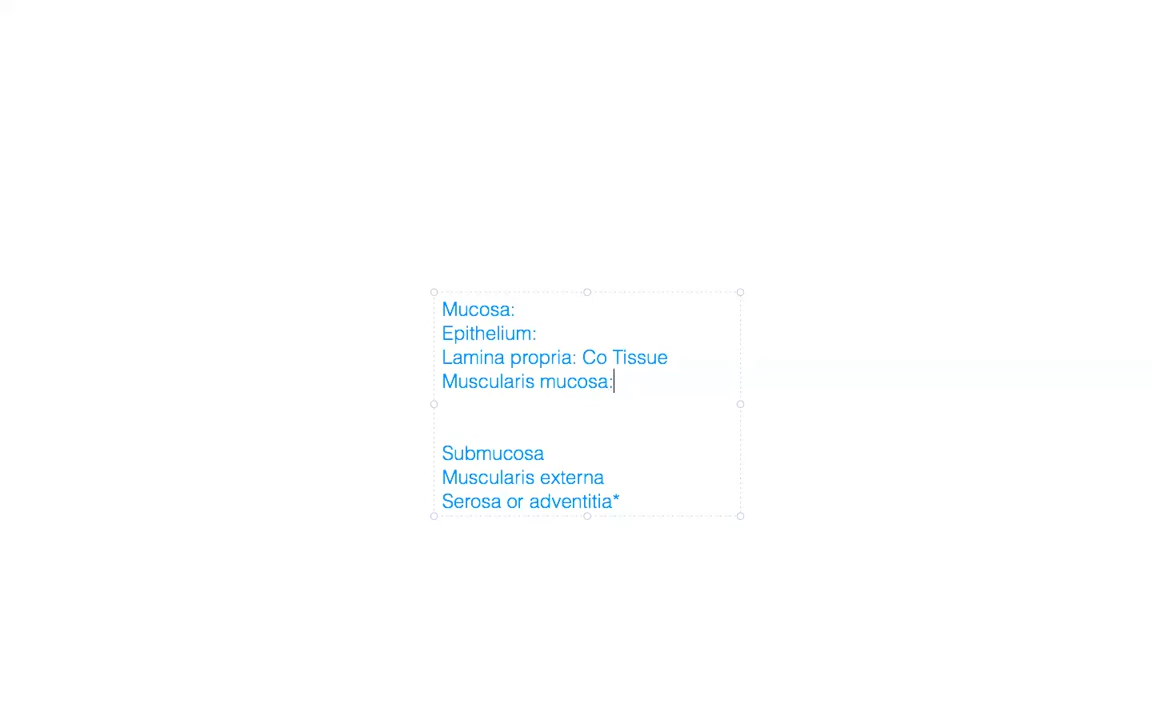 Mucosa:
Epithelium:
Lamina propria: Co Tissue
Muscularis mucosa:
Submucosa
Muscularis externa
Serosa or adventitia*